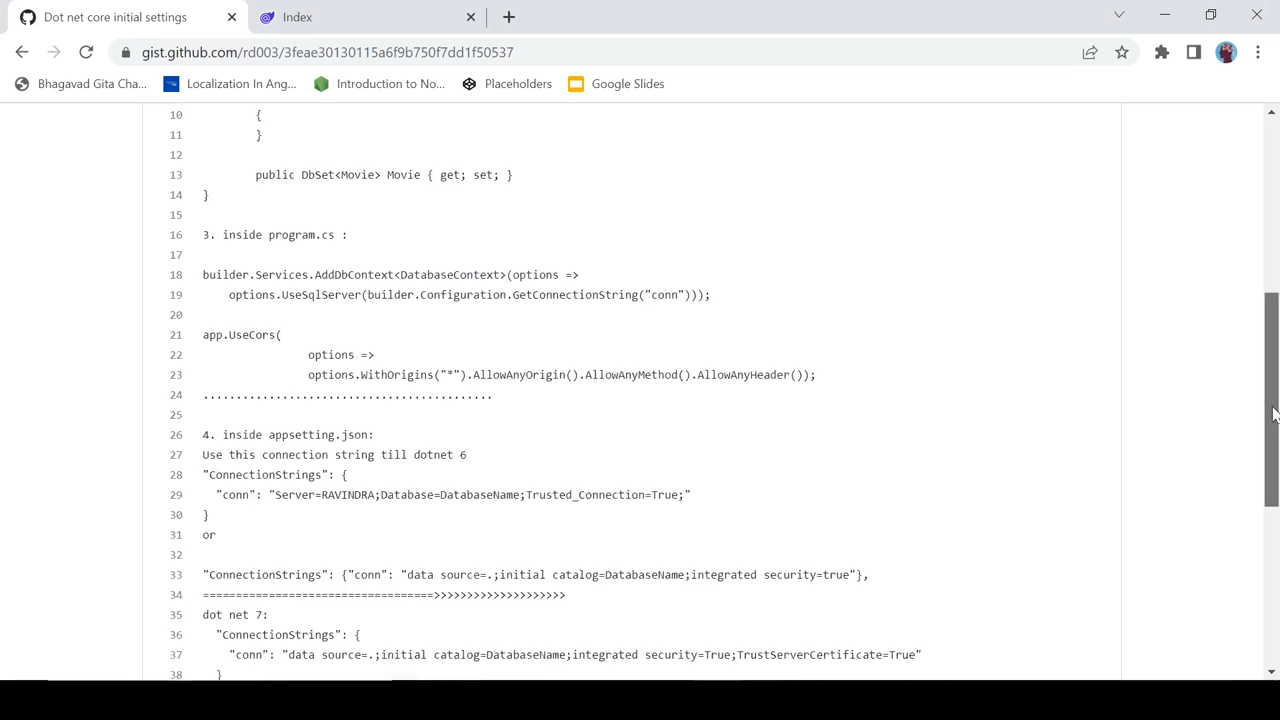 Dot net core initial settings
Index
gist.github.com/rd003/3feae30130115a6f9b750f7dd1f50537
Bhagavad Gita Cha...
Localization In Ang...
Introduction to No...
Placeholders
Google Slides
10 {
11 }
12
13 public DbSet<Movie> Movie { get; set; }
14 }
15
16 3. inside program.cs :
17
18 builder.Services.AddDbContext<DatabaseContext>(options =>
19 options.UseSqlServer(builder.Configuration.GetConnectionString("conn")));
20
21 app.UseCors(
22 options =>
23 options.WithOrigins("*").AllowAnyOrigin().AllowAnyMethod().AllowAnyHeader());
24 ............................................
25
26 4. inside appsetting.json:
27 Use this connection string till dotnet 6
28 "ConnectionStrings": {
29 "conn": "Server=RAVINDRA;Database=DatabaseName;Trusted_Connection=True;"
30 }
31 or
32
33 "ConnectionStrings": {"conn": "data source=.;initial catalog=DatabaseName;integrated security=true"},
34 ===================================>>>>>>>>>>>>>>>>>>>>
35 dot net 7:
36 "ConnectionStrings": {
37 "conn": "data source=.;initial catalog=DatabaseName;integrated security=True;TrustServerCertificate=True"
38 }